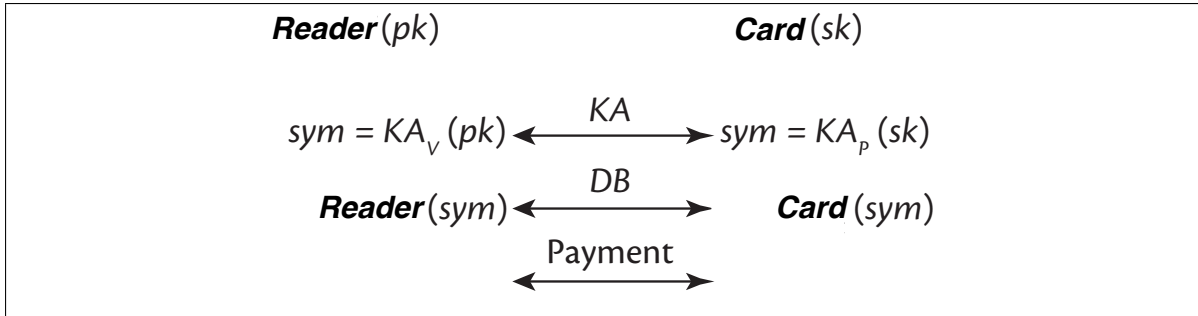 Reader(pk) Card(sk)
KA
sym = KA_V (pk) sym = KA_P (sk)
DB
Reader(sym) Card(sym)
Payment